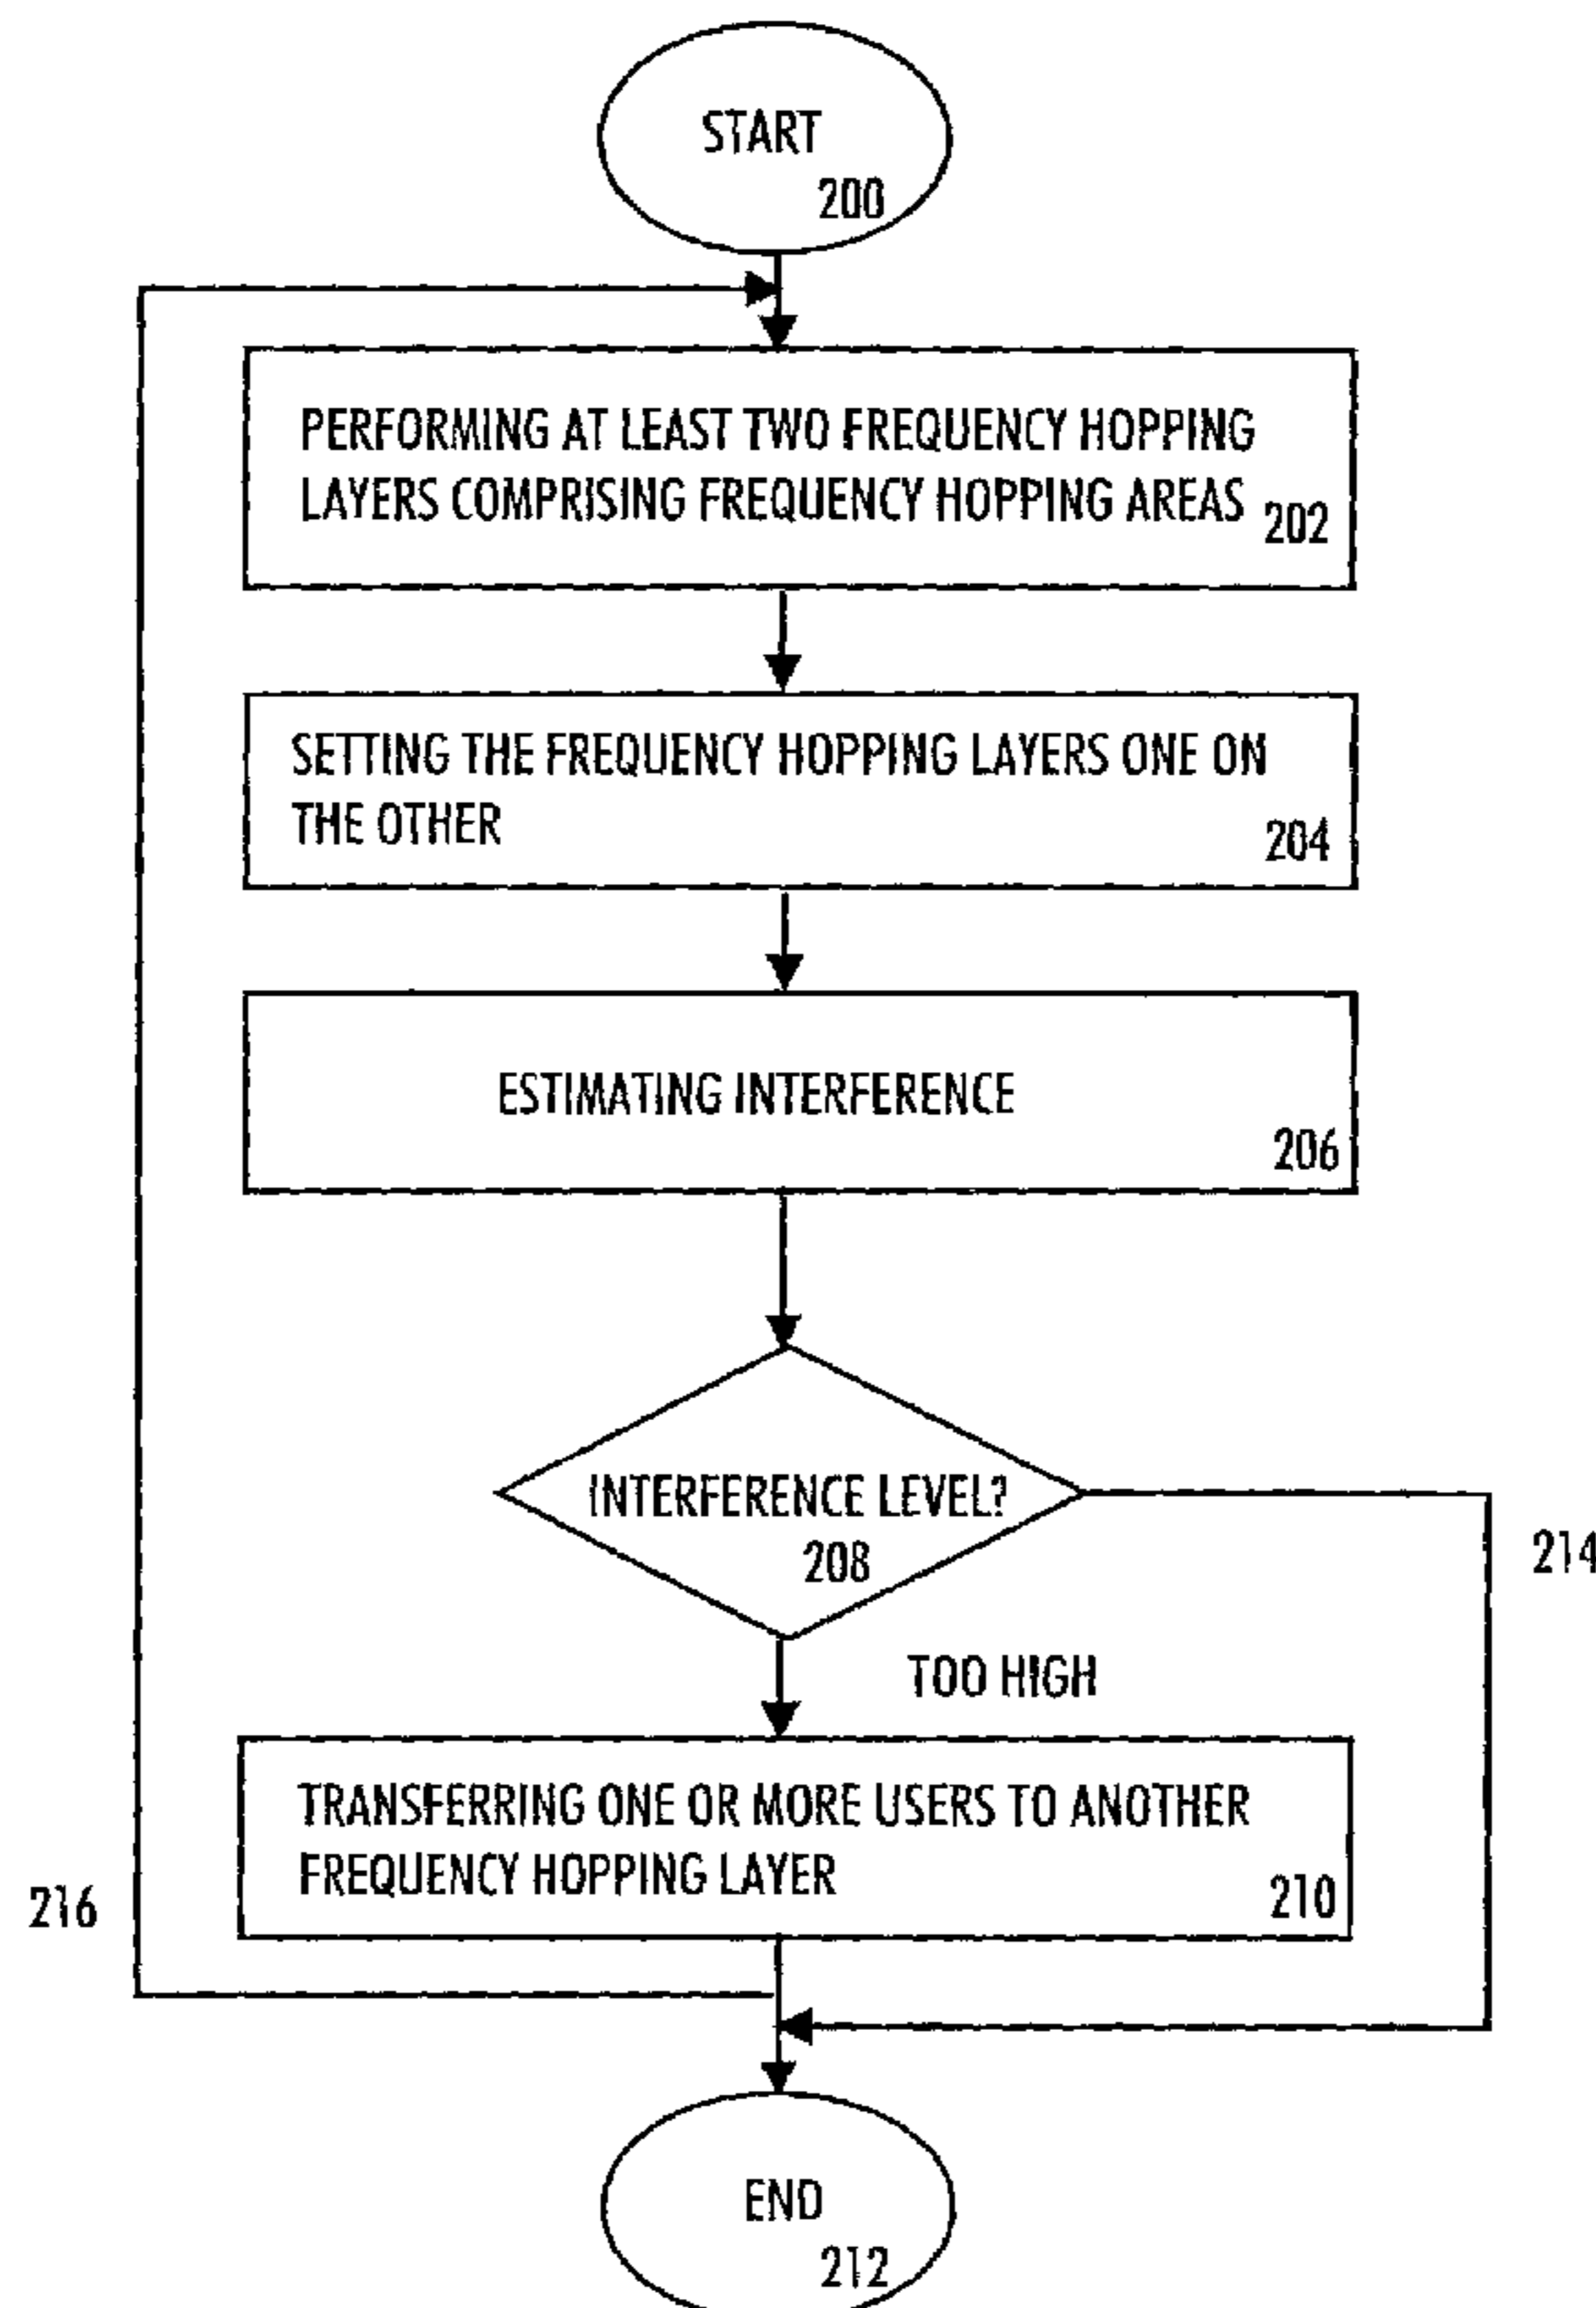 START
200
PERFORMING AT LEAST TWO FREQUENCY HOPPING
LAYERS COMPRISING FREQUENCY HOPPING AREAS
202
SETTING THE FREQUENCY HOPPING LAYERS ONE ON
THE OTHER
204
ESTIMATING INTERFERENCE
206
INTERFERENCE LEVEL?
208
214
TOO HIGH
TRANSFERRING ONE OR MORE USERS TO ANOTHER
FREQUENCY HOPPING LAYER
210
216
END
212